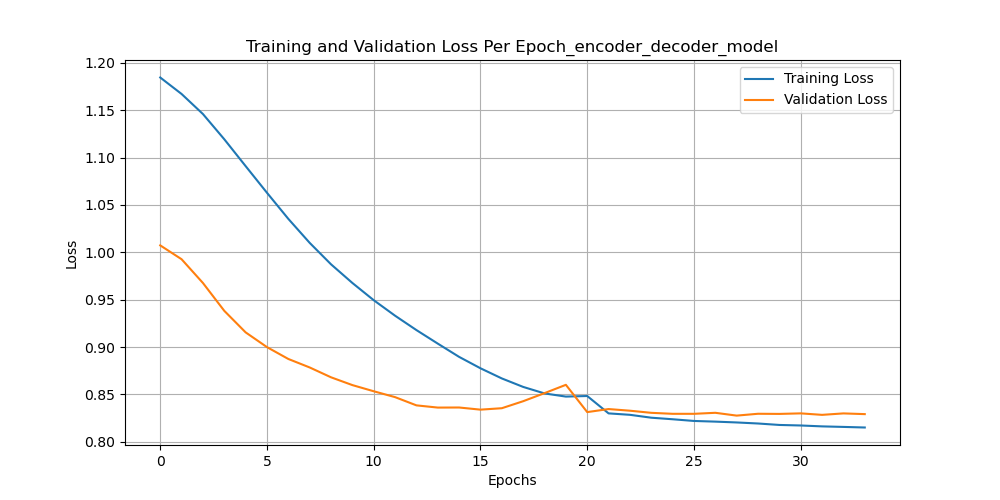 Training and Validation Loss Per Epoch_encoder_decoder_model
Training Loss
Validation Loss
1.20
1.15
1.10
1.05
1.00
0.95
0.90
0.85
0.80
Loss
0 5 10 15 20 25 30
Epochs